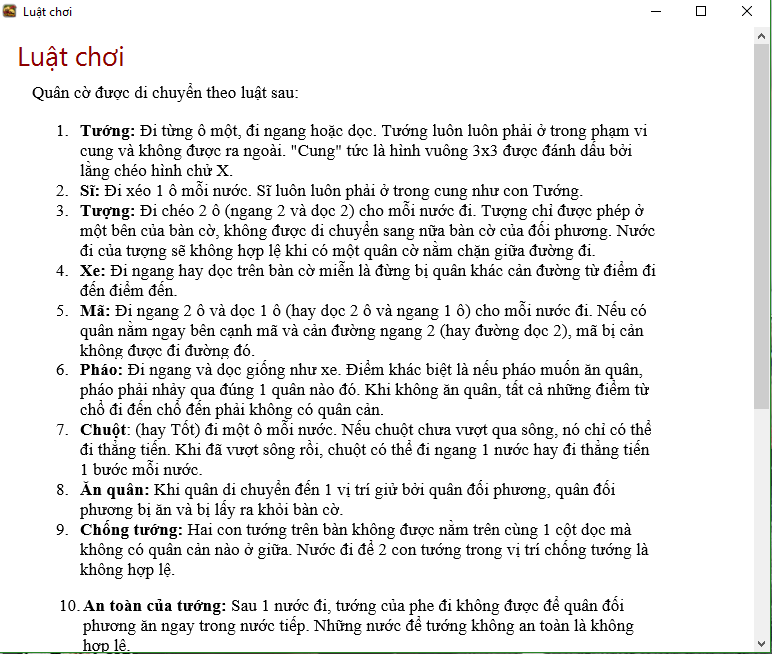 Luật chơi
Luật chơi
Quân cờ được di chuyển theo luật sau:
1. Tướng: Đi từng ô một, đi ngang hoặc dọc. Tướng luôn luôn phải ở trong phạm vi
cung và không được ra ngoài. "Cung" tức là hình vuông 3x3 được đánh dấu bởi
lằng chéo hình chử X.
2. Sĩ: Đi xéo 1 ô mỗi nước. Sĩ luôn luôn phải ở trong cung như con Tướng.
3. Tượng: Đi chéo 2 ô (ngang 2 và dọc 2) cho mỗi nước đi. Tượng chỉ được phép ở
một bên của bàn cờ, không được di chuyển sang nữa bàn cờ của đối phương. Nước
đi của tượng sẽ không hợp lệ khi có một quân cờ nằm chặn giữa đường đi.
4. Xe: Đi ngang hay dọc trên bàn cờ miễn là đừng bị quân khác cản đường từ điểm đi
đến điểm đến.
5. Mã: Đi ngang 2 ô và dọc 1 ô (hay dọc 2 ô và ngang 1 ô) cho mỗi nước đi. Nếu có
quân nằm ngay bên cạnh mã và cản đường ngang 2 (hay đường dọc 2), mã bị cản
không được đi đường đó.
6. Pháo: Đi ngang và dọc giống như xe. Điểm khác biệt là nếu pháo muốn ăn quân,
pháo phải nhảy qua đúng 1 quân nào đó. Khi không ăn quân, tất cả những điểm từ
chổ đi đến chổ đến phải không có quân cản.
7. Chuột: (hay Tốt) đi một ô mỗi nước. Nếu chuột chưa vượt qua sông, nó chỉ có thể
đi thẳng tiến. Khi đã vượt sông rồi, chuột có thể đi ngang 1 nước hay đi thẳng tiến
1 bước mỗi nước.
8. Ăn quân: Khi quân di chuyển đến 1 vị trí giử bởi quân đối phương, quân đối
phương bị ăn và bị lấy ra khỏi bàn cờ.
9. Chống tướng: Hai con tướng trên bàn không được nằm trên cùng 1 cột dọc mà
không có quân cản nào ở giữa. Nước đi để 2 con tướng trong vị trí chống tướng là
không hợp lệ.
10. An toàn của tướng: Sau 1 nước đi, tướng của phe đi không được để quân đối
phương ăn ngay trong nước tiếp. Những nước để tướng không an toàn là không
hợp lệ.